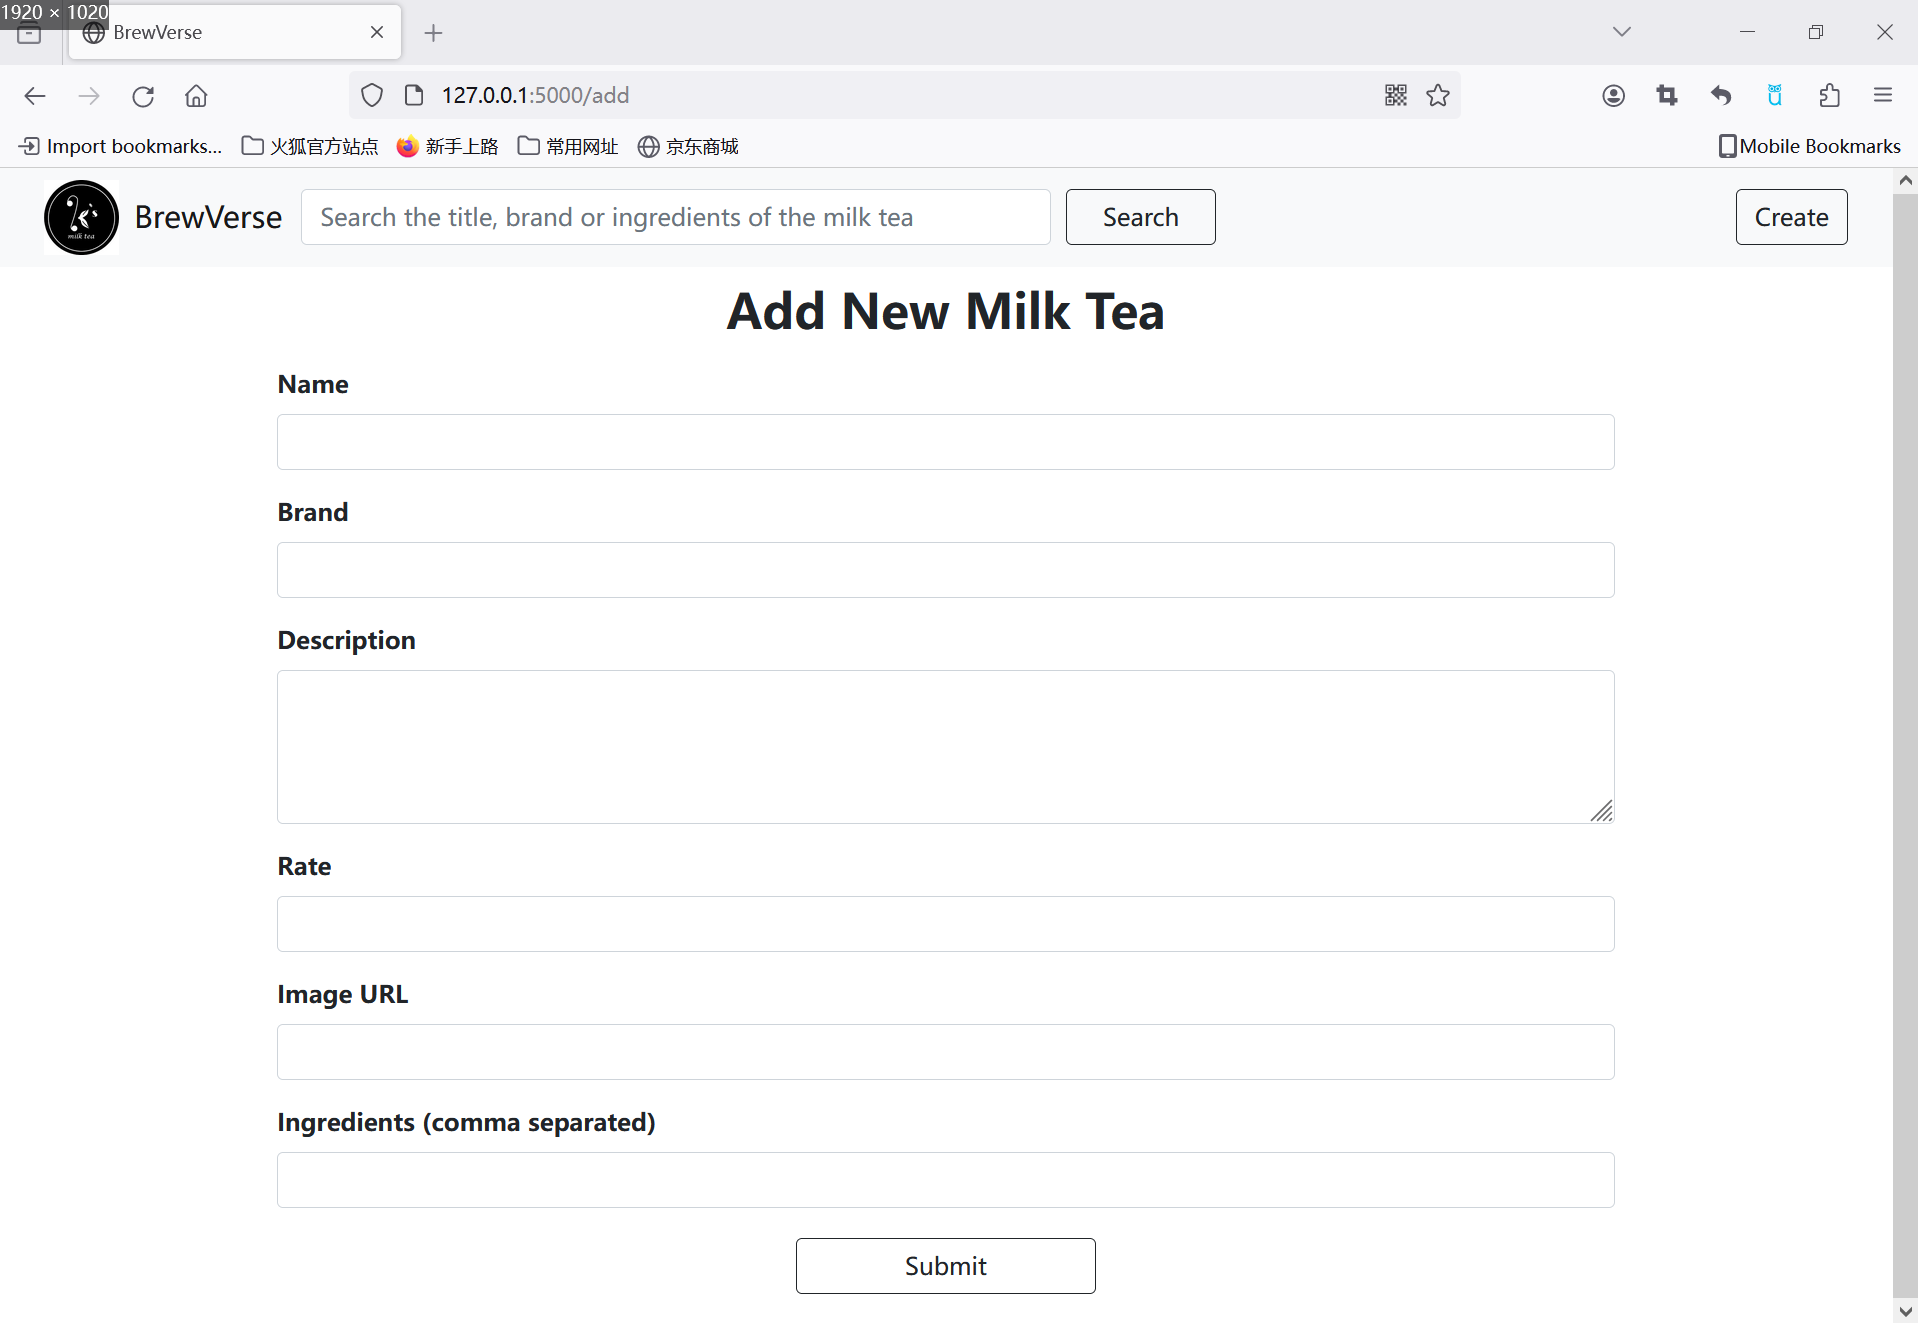 1920 × 1020
BrewVerse
127.0.0.1:5000/add
Import bookmarks...
火狐官方站点
新手上路
常用网址
京东商城
Mobile Bookmarks
k's
milk tea
BrewVerse
Search the title, brand or ingredients of the milk tea
Search
Create
Add New Milk Tea
Name
Brand
Description
Rate
Image URL
Ingredients (comma separated)
Submit